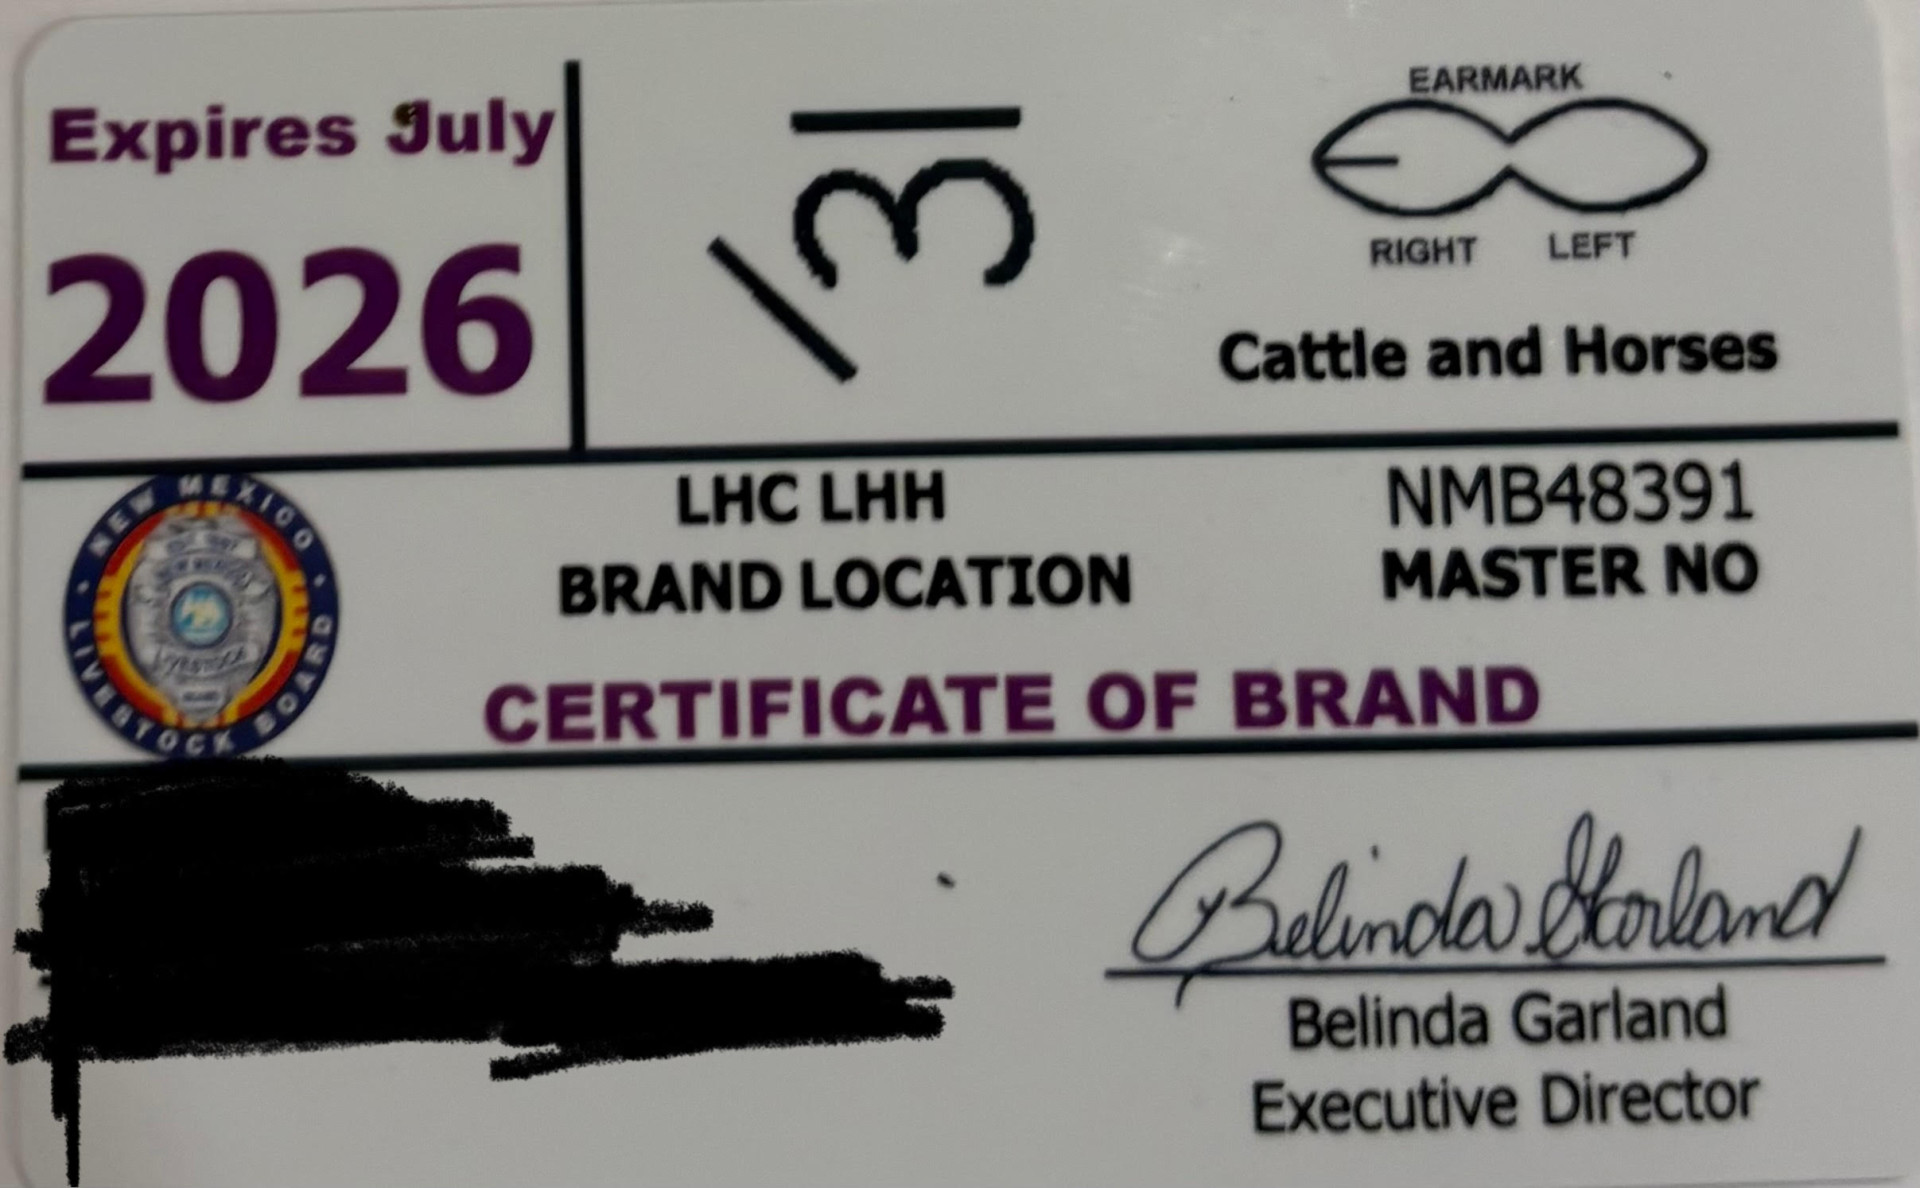 Expires July
2026
EARMARK
RIGHT LEFT
Cattle and Horses
NEW MEXICO
LIVESTOCK BOARD
LHC LHH
BRAND LOCATION
NMB48391
MASTER NO
CERTIFICATE OF BRAND
Belinda Garland
Belinda Garland
Executive Director